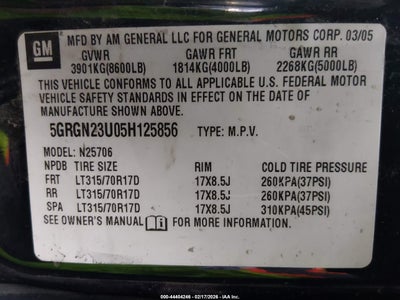 GM
MFD BY AM GENERAL LLC FOR GENERAL MOTORS CORP. 03/05
GVWR GAWR FRT GAWR RR
3901KG(8600LB) 1814KG(4000LB) 2268KG(5000LB)
THIS VEHICLE CONFORMS TO ALL APPLICABLE U.S. FEDERAL MOTOR
VEHICLE SAFETY STANDARDS IN EFFECT ON THE DATE OF
MANUFACTURE SHOWN ABOVE.
5GRGN23U05H125856 TYPE: M.P.V.
MODEL: N25706
NPDB TIRE SIZE RIM COLD TIRE PRESSURE
FRT LT315/70R17D 17X8.5J 260KPA(37PSI)
RR LT315/70R17D 17X8.5J 260KPA(37PSI)
SPA LT315/70R17D 17X8.5J 310KPA(45PSI)
SEE OWNER'S MANUAL FOR MORE INFORMATION.
000-44404246 - 02/17/2026 - IAA, Inc.